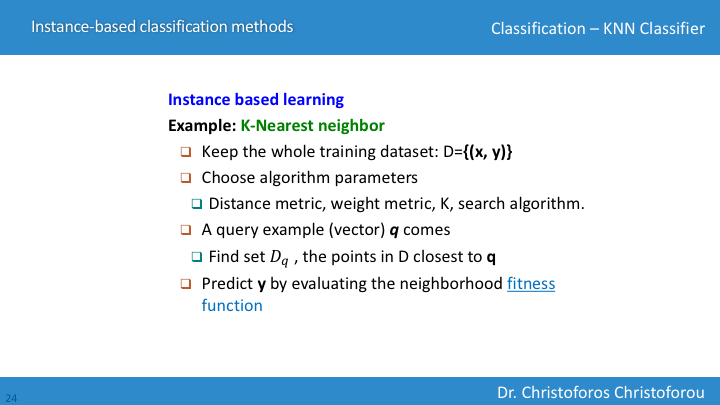 Instance-based classification methods
Classification – KNN Classifier
Instance based learning
Example: K-Nearest neighbor
❑ Keep the whole training dataset: D={(x, y)}
❑ Choose algorithm parameters
❑ Distance metric, weight metric, K, search algorithm.
❑ A query example (vector) q comes
❑ Find set D_q , the points in D closest to q
❑ Predict y by evaluating the neighborhood fitness
function
24
Dr. Christoforos Christoforou